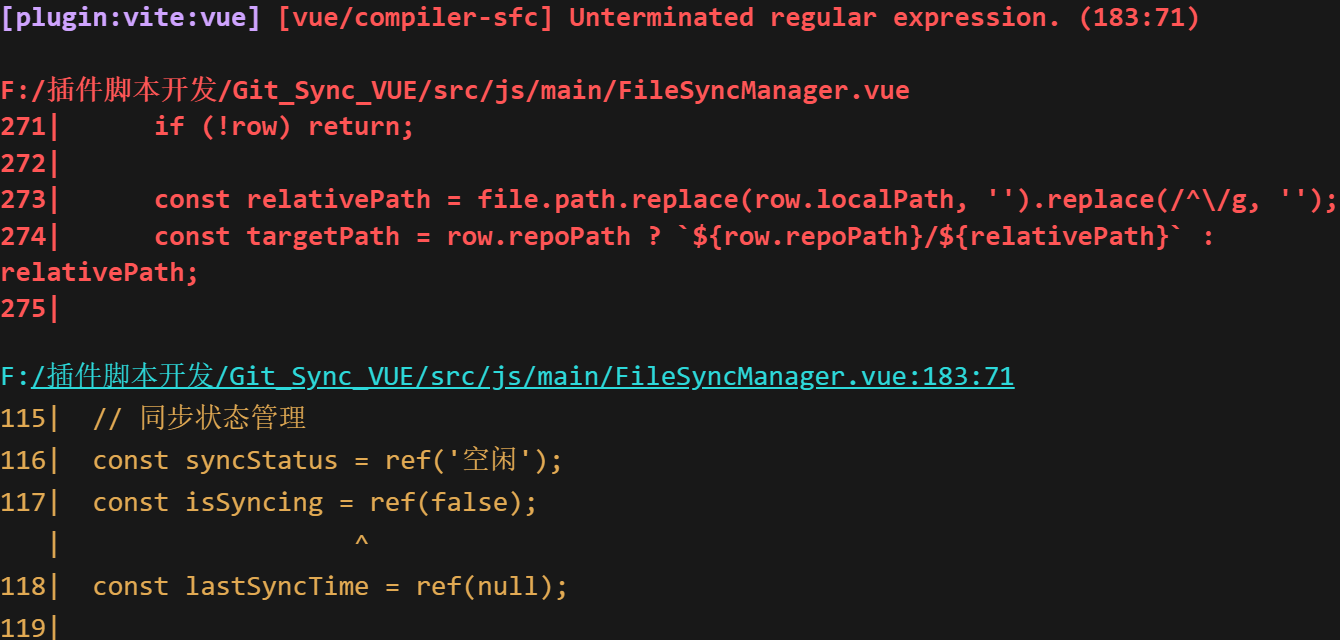 [plugin:vite:vue] [vue/compiler-sfc] Unterminated regular expression. (183:71)
F:/插件脚本开发/Git_Sync_VUE/src/js/main/FileSyncManager.vue
271|      if (!row) return;
272|
273|      const relativePath = file.path.replace(row.localPath, '').replace(/^\/g, '');
274|      const targetPath = row.repoPath ? `${row.repoPath}/${relativePath}` :
relativePath;
275|
F:/插件脚本开发/Git_Sync_VUE/src/js/main/FileSyncManager.vue:183:71
115|  // 同步状态管理
116|  const syncStatus = ref('空闲');
117|  const isSyncing = ref(false);
   |                   ^
118|  const lastSyncTime = ref(null);
119|